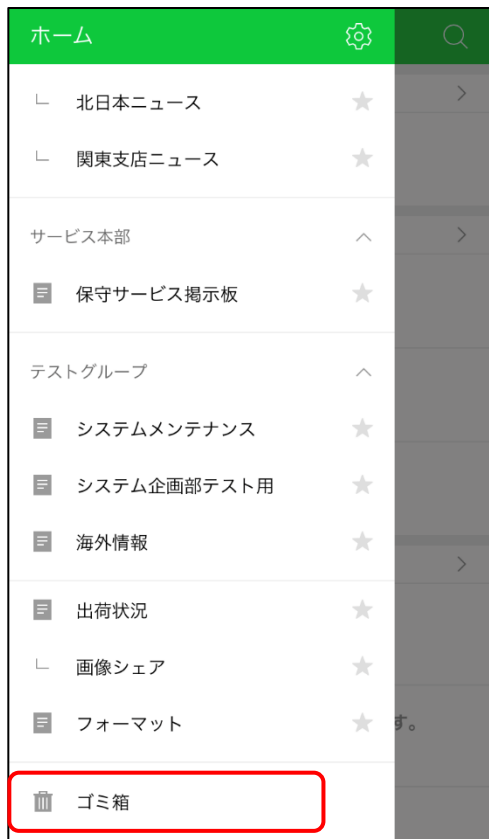 ホーム
北日本ニュース
関東支店ニュース
サービス本部
保守サービス掲示板
テストグループ
システムメンテナンス
システム企画部テスト用
海外情報
出荷状況
画像シェア
フォーマット
す。
ゴミ箱